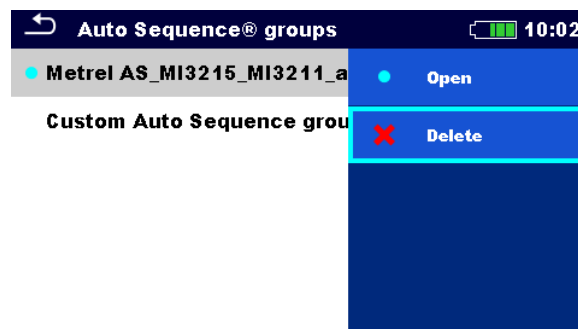 Auto Sequence® groups
10:02
Metrel AS_MI3215_MI3211_a
Open
Custom Auto Sequence grou
Delete